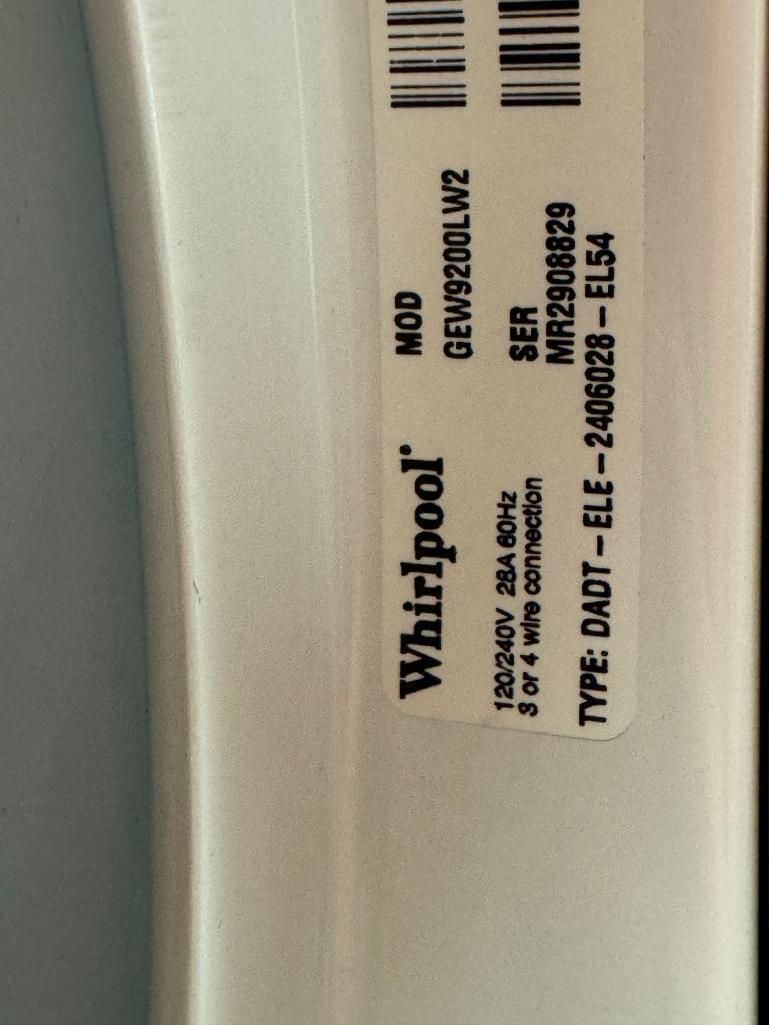 MOD
GEW9200LW2
Whirlpool®
SER
MR2908829
120/240V 28A 60Hz
3 or 4 wire connection
TYPE: DADT – ELE – 2406028 – EL54